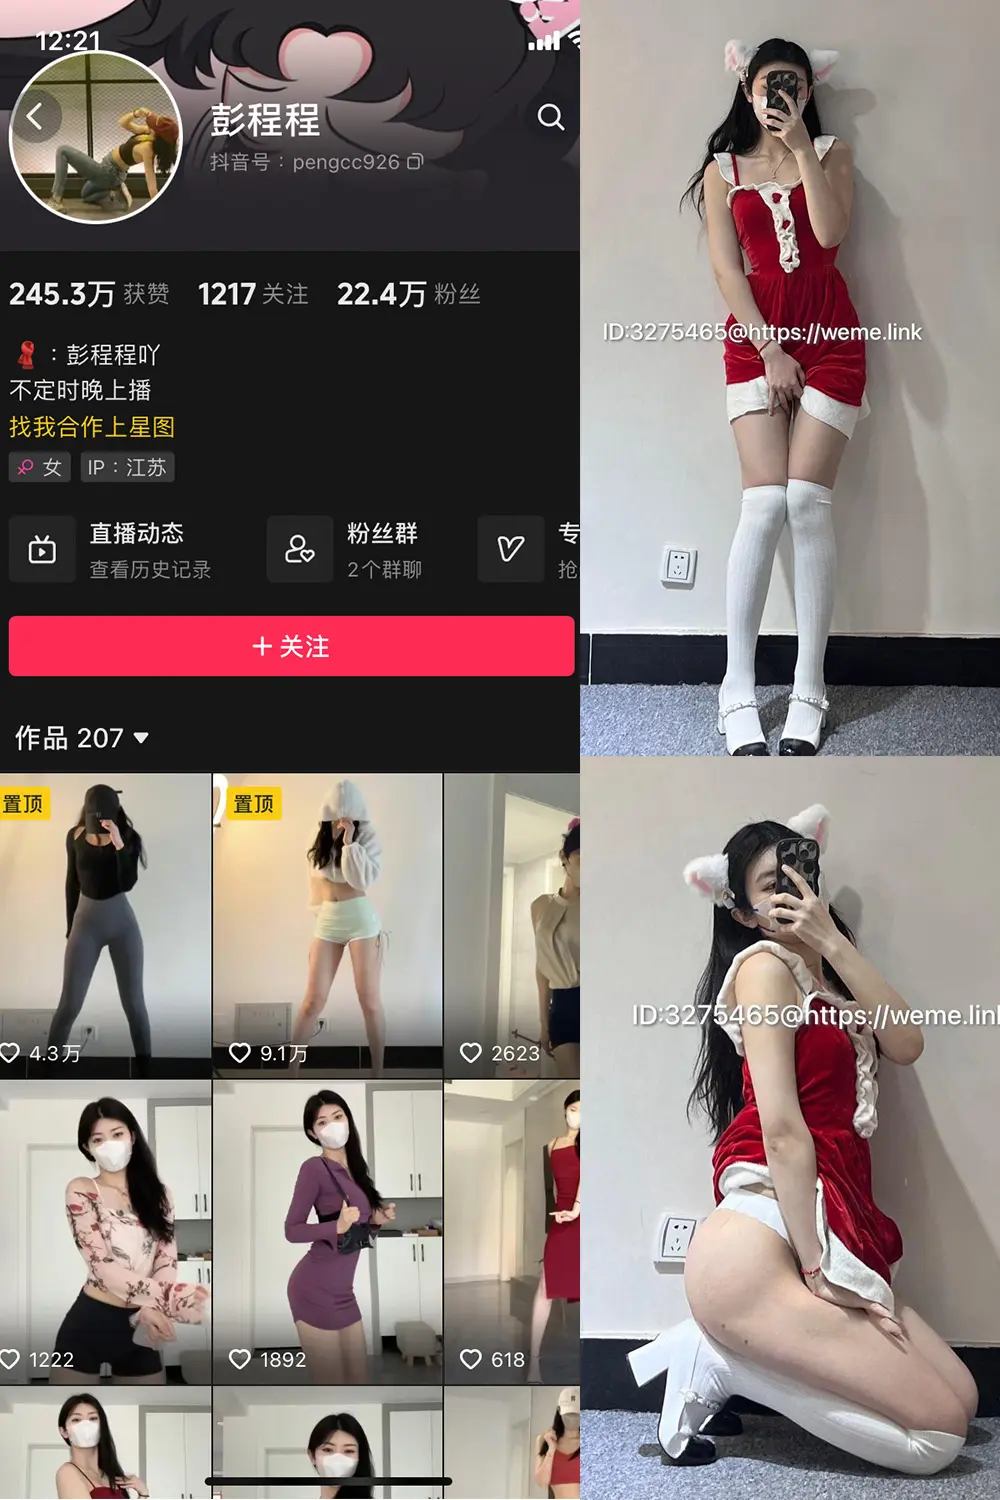 12:21
彭程程
抖音号：pengcc926
245.3万 获赞 1217 关注 22.4万 粉丝
：彭程程吖
不定时晚上播
找我合作上星图
女 IP：江苏
直播动态
查看历史记录
粉丝群
2个群聊
专
抢
+ 关注
作品 207
置顶
置顶
4.3万
9.1万
2623
1222
1892
618
ID:3275465@https://weme.link
ID:3275465@https://weme.lin